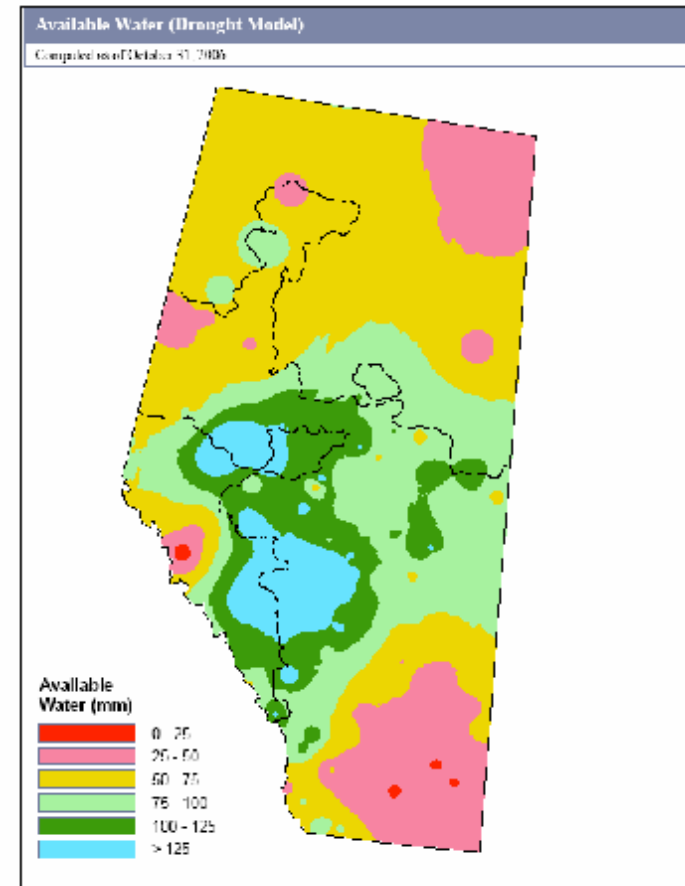 Available Water (Drought Model)
Computed as of October 31, 2006
Available
Water (mm)
0 - 25
25 - 50
50 - 75
75 - 100
100 - 125
> 125